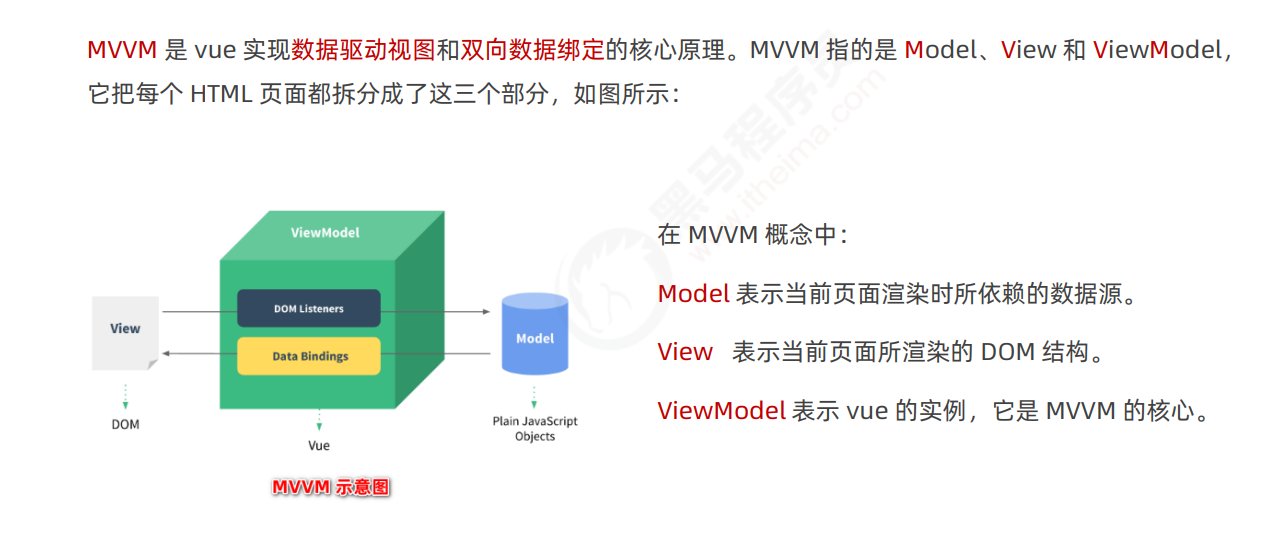 MVVM 是 vue 实现数据驱动视图和双向数据绑定的核心原理。MVVM 指的是 Model、View 和 ViewModel，
它把每个 HTML 页面都拆分成了这三个部分，如图所示：
ViewModel
DOM Listeners
Data Bindings
View
Model
DOM
Vue
Plain JavaScript
Objects
MVVM 示意图
在 MVVM 概念中：
Model 表示当前页面渲染时所依赖的数据源。
View 表示当前页面所渲染的 DOM 结构。
ViewModel 表示 vue 的实例，它是 MVVM 的核心。
黑马程序员
www.itheima.com